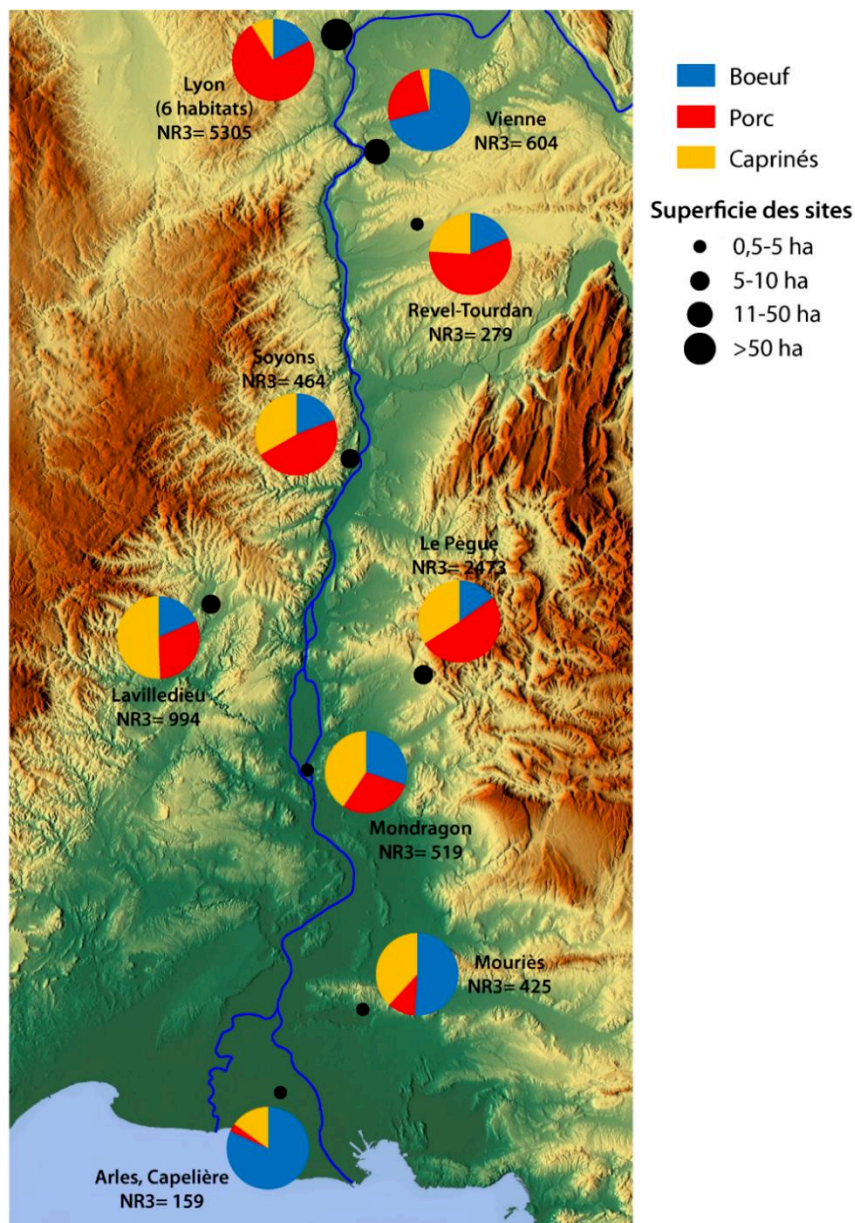 Lyon
(6 habitats)
NR3= 5305
Vienne
NR3= 604
Revel-Tourdan
NR3= 279
Soyons
NR3= 464
Le Pègue
NR3= 2473
Lavilledieu
NR3= 994
Mondragon
NR3= 519
Mouriès
NR3= 425
Arles, Capelière
NR3= 159
Boeuf
Porc
Caprinés
Superficie des sites
0,5-5 ha
5-10 ha
11-50 ha
>50 ha